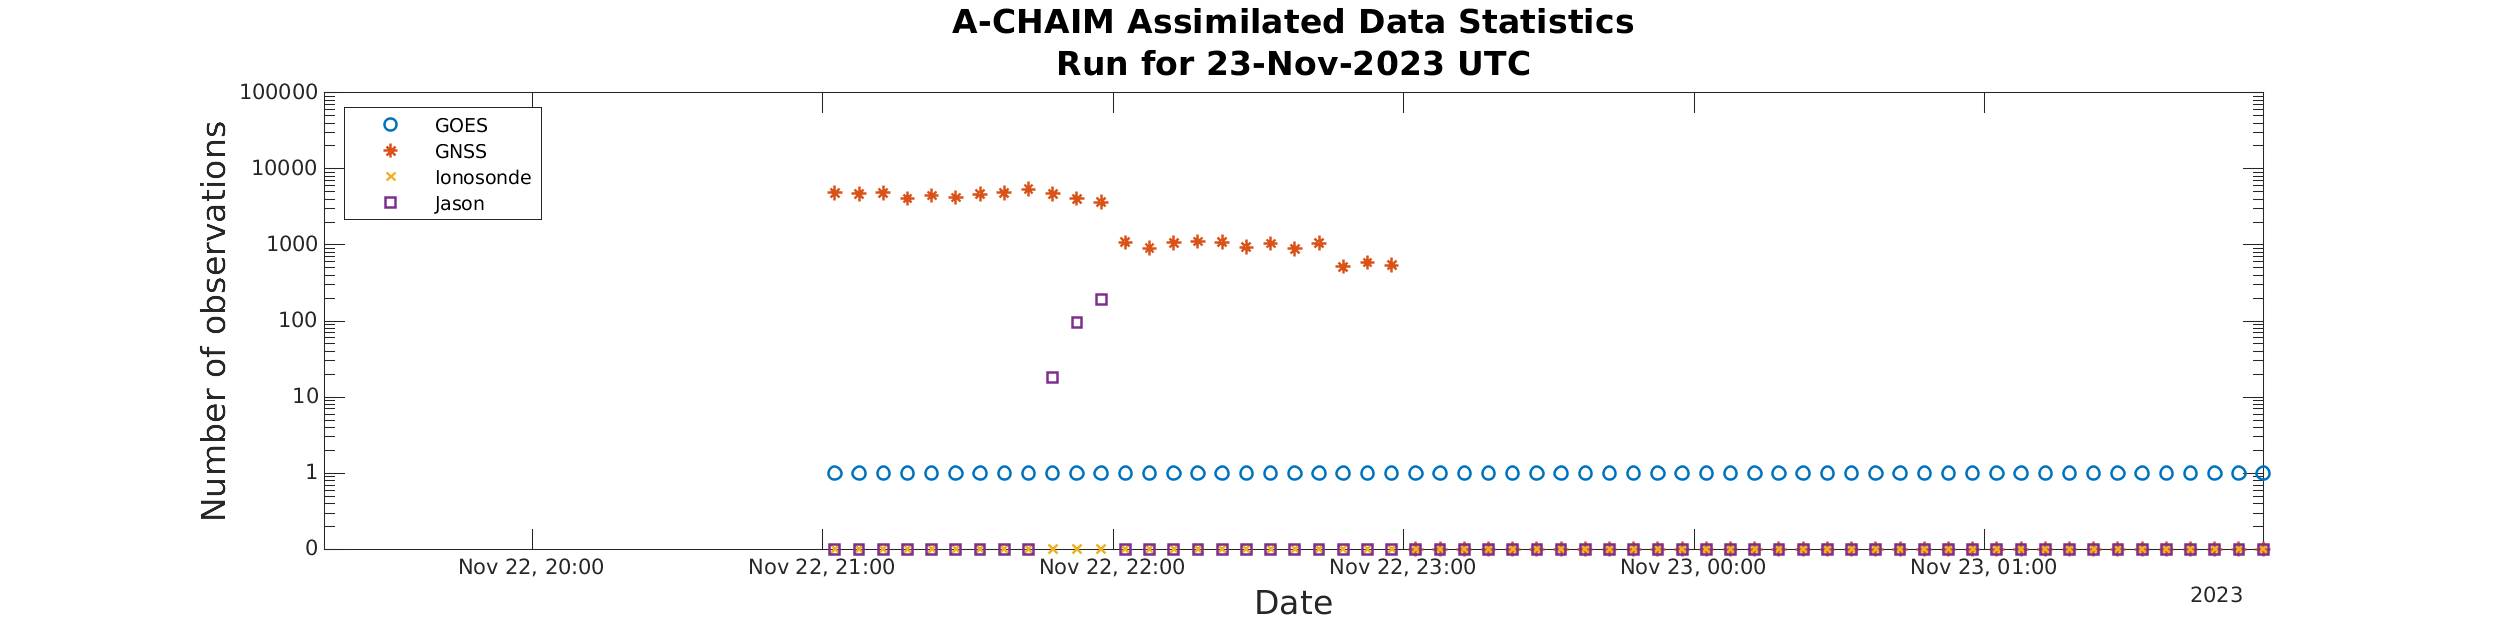 A-CHAIM Assimilated Data Statistics
Run for 23-Nov-2023 UTC
Number of observations
100000
10000
1000
100
10
1
0
GOES
GNSS
Ionosonde
Jason
Nov 22, 20:00
Nov 22, 21:00
Nov 22, 22:00
Nov 22, 23:00
Nov 23, 00:00
Nov 23, 01:00
2023
Date